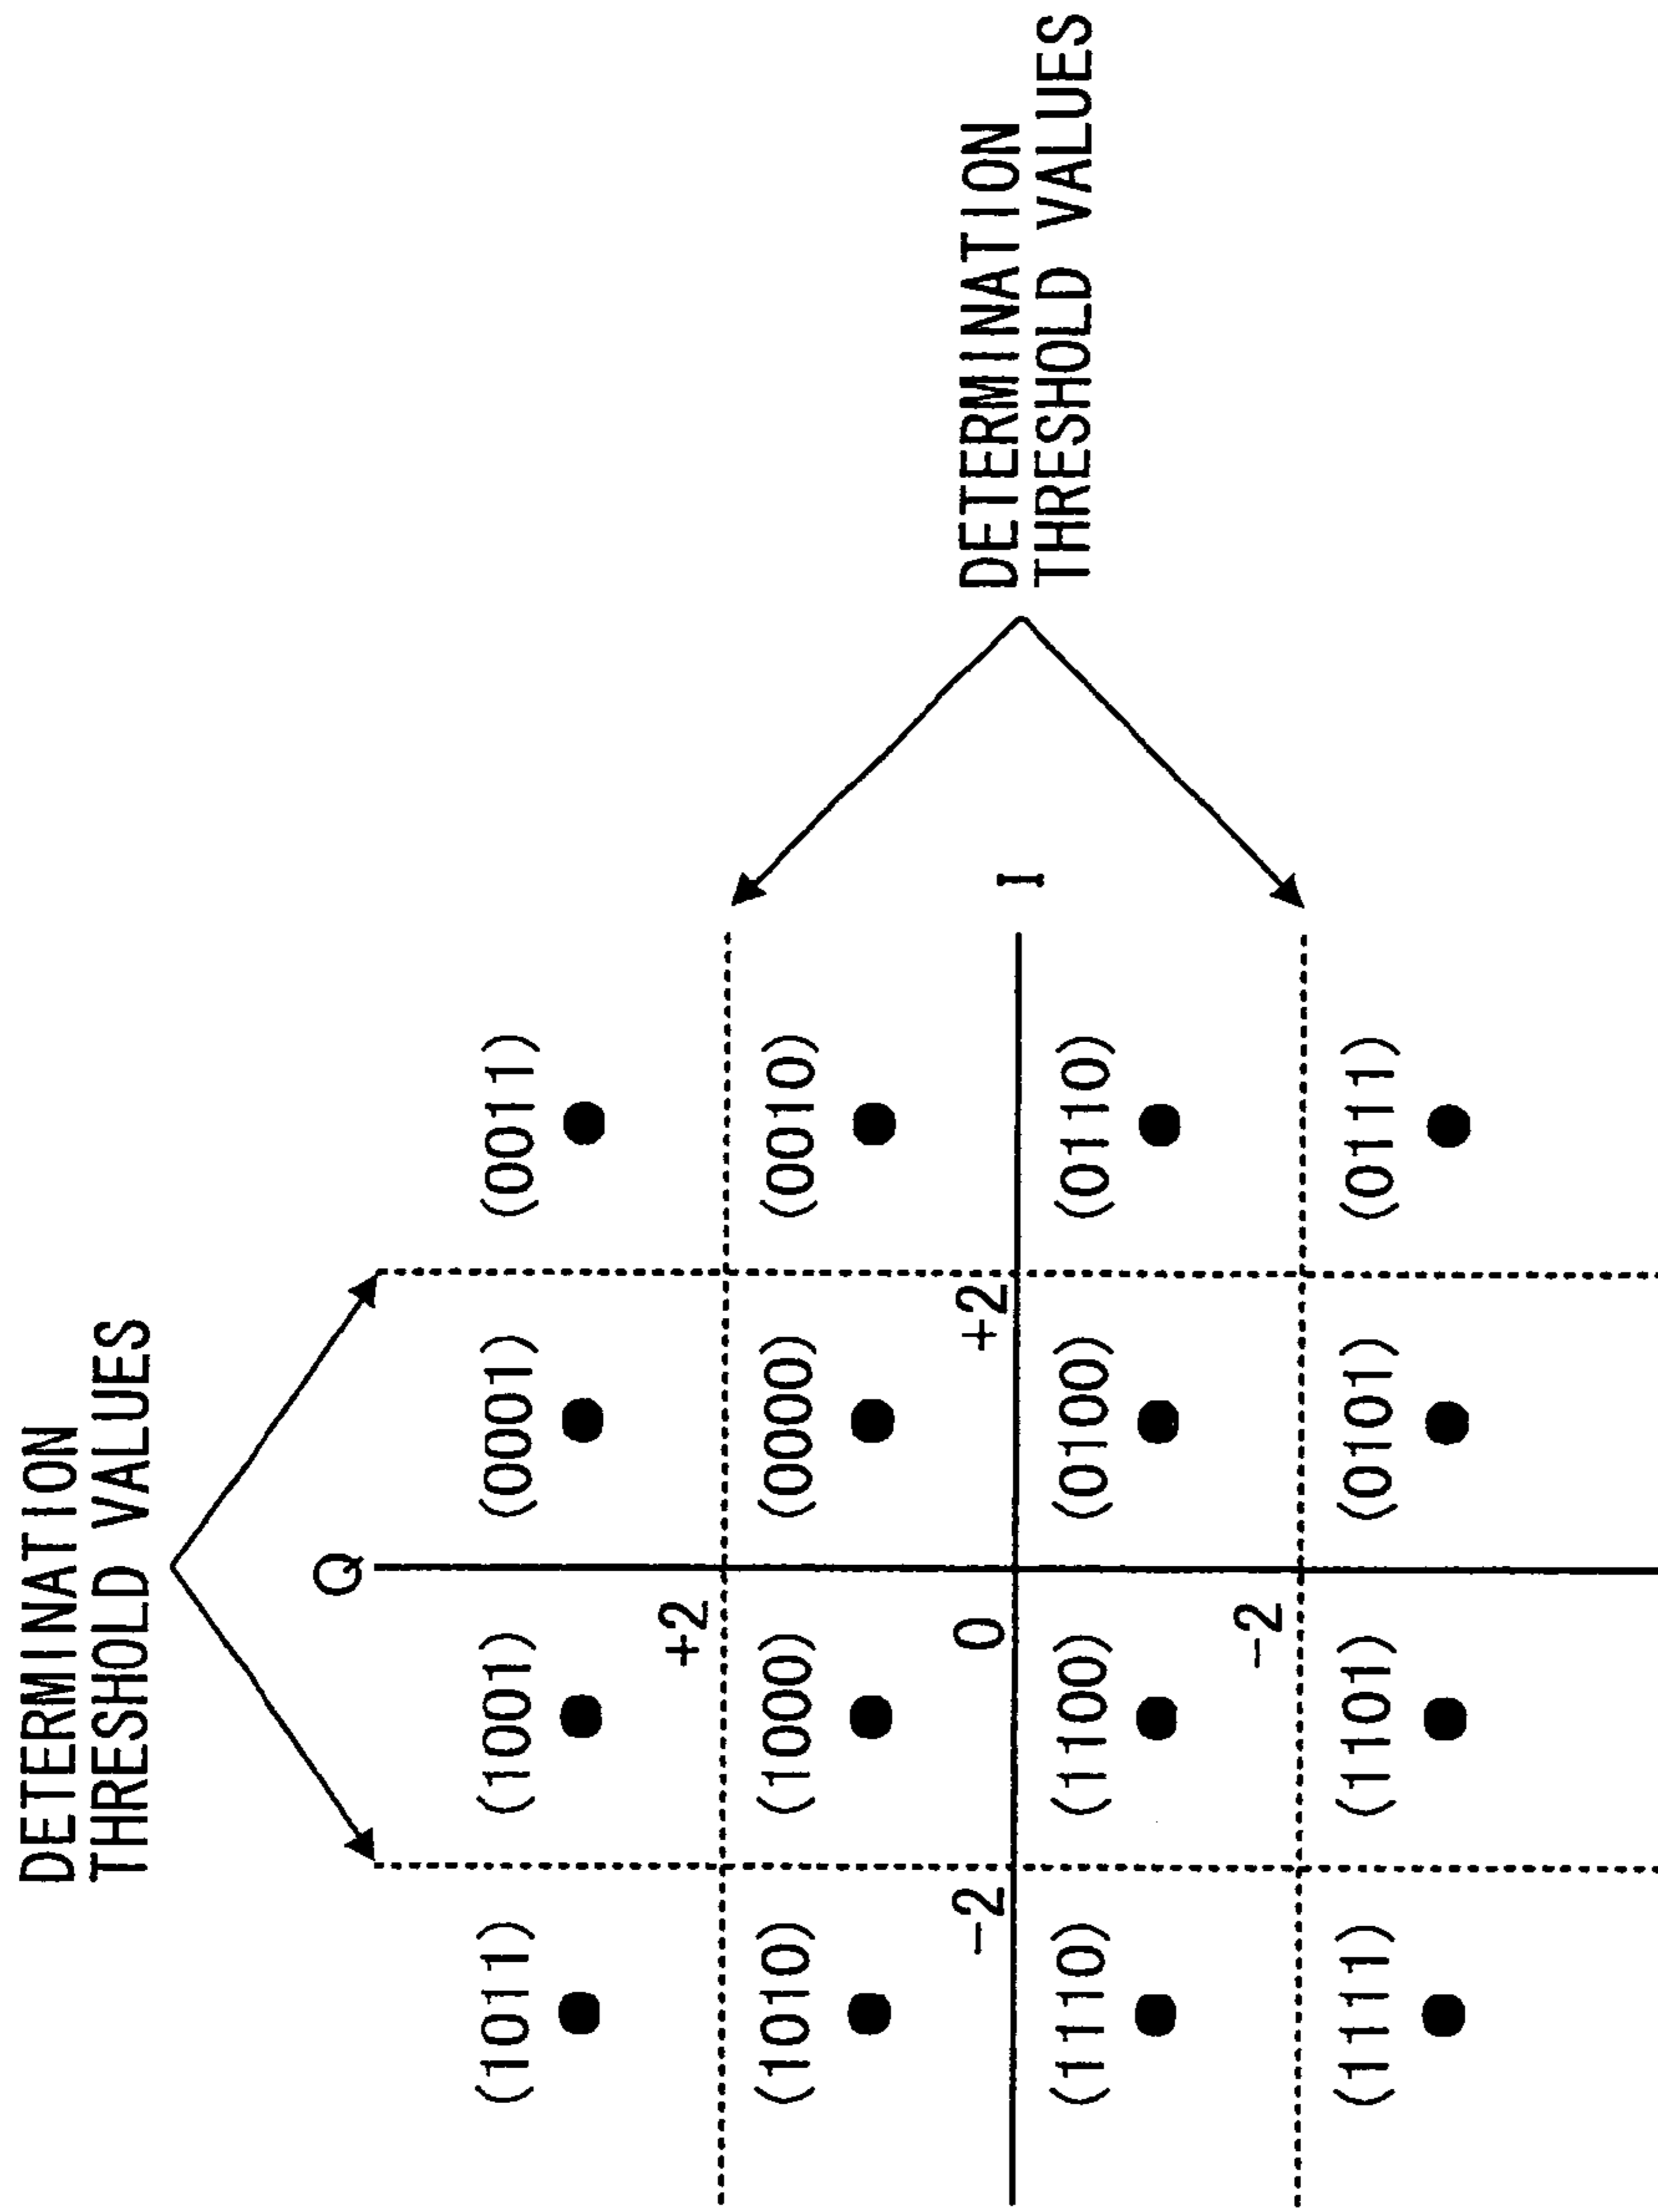 DETERMINATION
THRESHOLD VALUES
Q
(1011) (1001) (0001) (0011)
+2
(1010) (1000) (0000) (0010)
−2 0 +2 I
DETERMINATION
THRESHOLD VALUES
(1110) (1100) (0100) (0110)
−2
(1111) (1101) (0101) (0111)